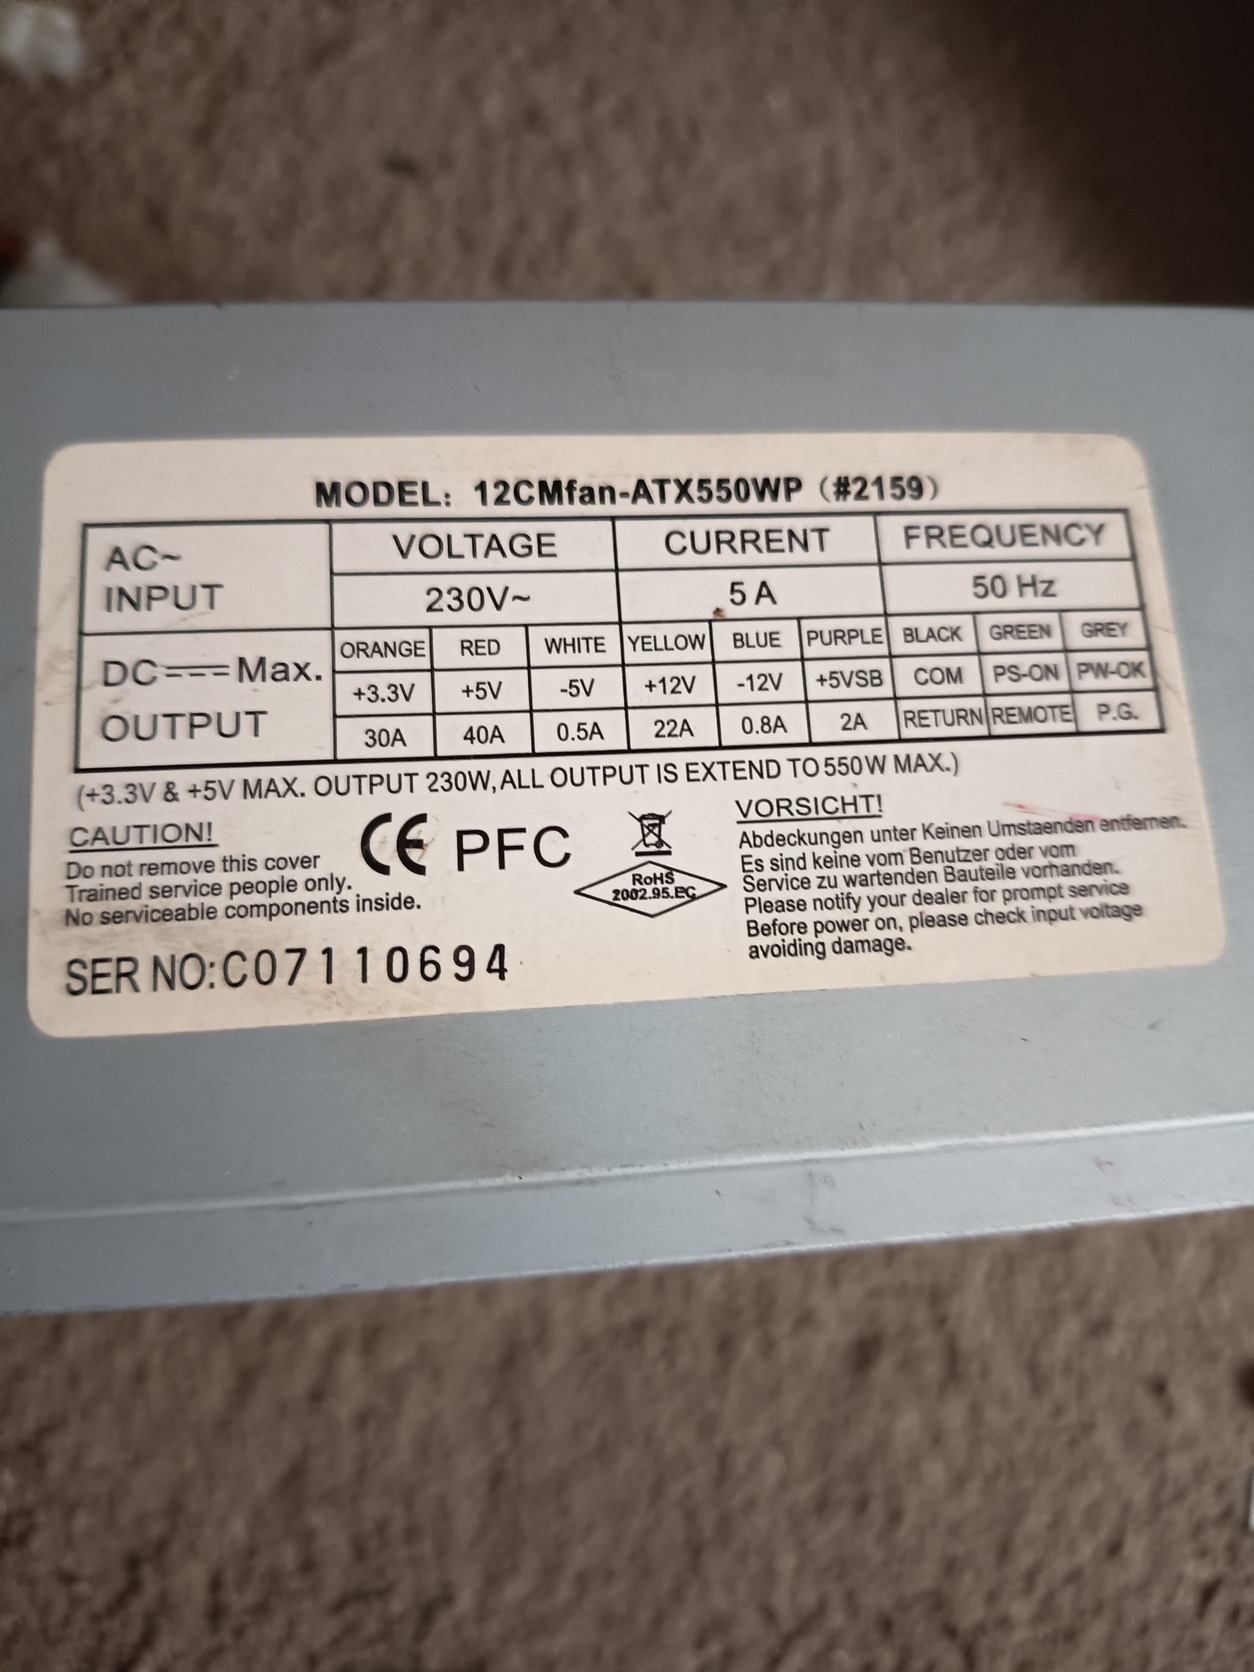 MODEL: 12CMfan-ATX550WP (#2159)
AC~ INPUT VOLTAGE CURRENT FREQUENCY
230V~ 5 A 50 Hz
DC Max. OUTPUT ORANGE RED WHITE YELLOW BLUE PURPLE BLACK GREEN GREY
+3.3V +5V -5V +12V -12V +5VSB COM PS-ON PW-OK
30A 40A 0.5A 22A 0.8A 2A RETURN REMOTE P.G.
(+3.3V & +5V MAX. OUTPUT 230W, ALL OUTPUT IS EXTEND TO 550W MAX.)
CAUTION!
Do not remove this cover
Trained service people only.
No serviceable components inside.
CE PFC
RoHS
2002.95.EC
VORSICHT!
Abdeckungen unter Keinen Umstaenden entfernen.
Es sind keine vom Benutzer oder vom
Service zu wartenden Bauteile vorhanden.
Please notify your dealer for prompt service
Before power on, please check input voltage
avoiding damage.
SER NO:C07110694